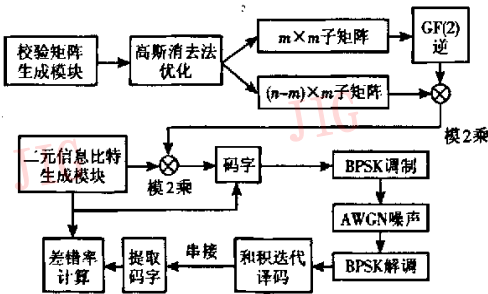 校验矩阵
生成模块
高斯消去法
优化
m×m子矩阵
(n-m)×m子矩阵
GF(2)
逆
模2乘
二元信息比特
生成模块
模2乘
码字
BPSK调制
AWGN噪声
BPSK解调
和积迭代
译码
串接
提取
码字
差错率
计算
JIG
JIG